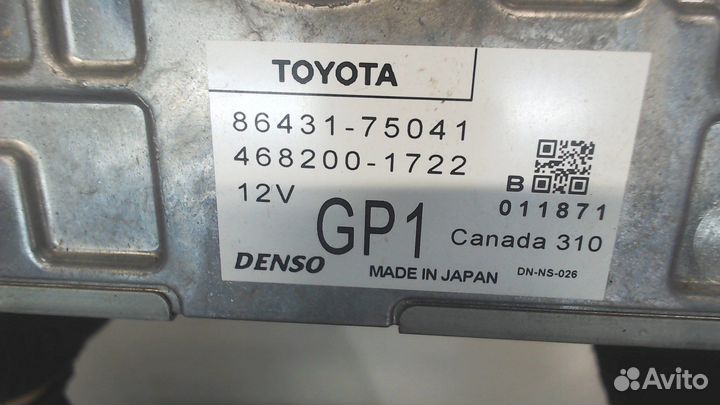 TOYOTA
86431-75041
468200-1722
12V
B
011871
GP1
Canada 310
DENSO
MADE IN JAPAN
DN-NS-026
Avito